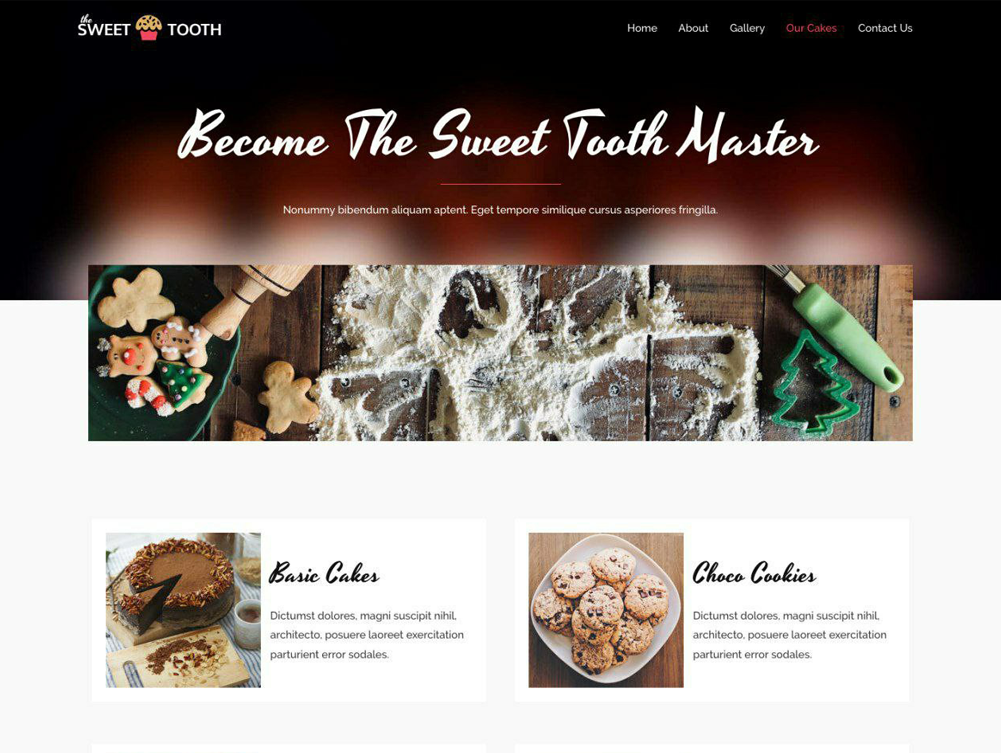 the
SWEET TOOTH
Home About Gallery Our Cakes Contact Us
Become The Sweet Tooth Master
Nonummy bibendum aliquam aptent. Eget tempore similique cursus asperiores fringilla.
Basic Cakes
Dictumst dolores, magni suscipit nihil,
architecto, posuere laoreet exercitation
parturient error sodales.
Choco Cookies
Dictumst dolores, magni suscipit nihil,
architecto, posuere laoreet exercitation
parturient error sodales.